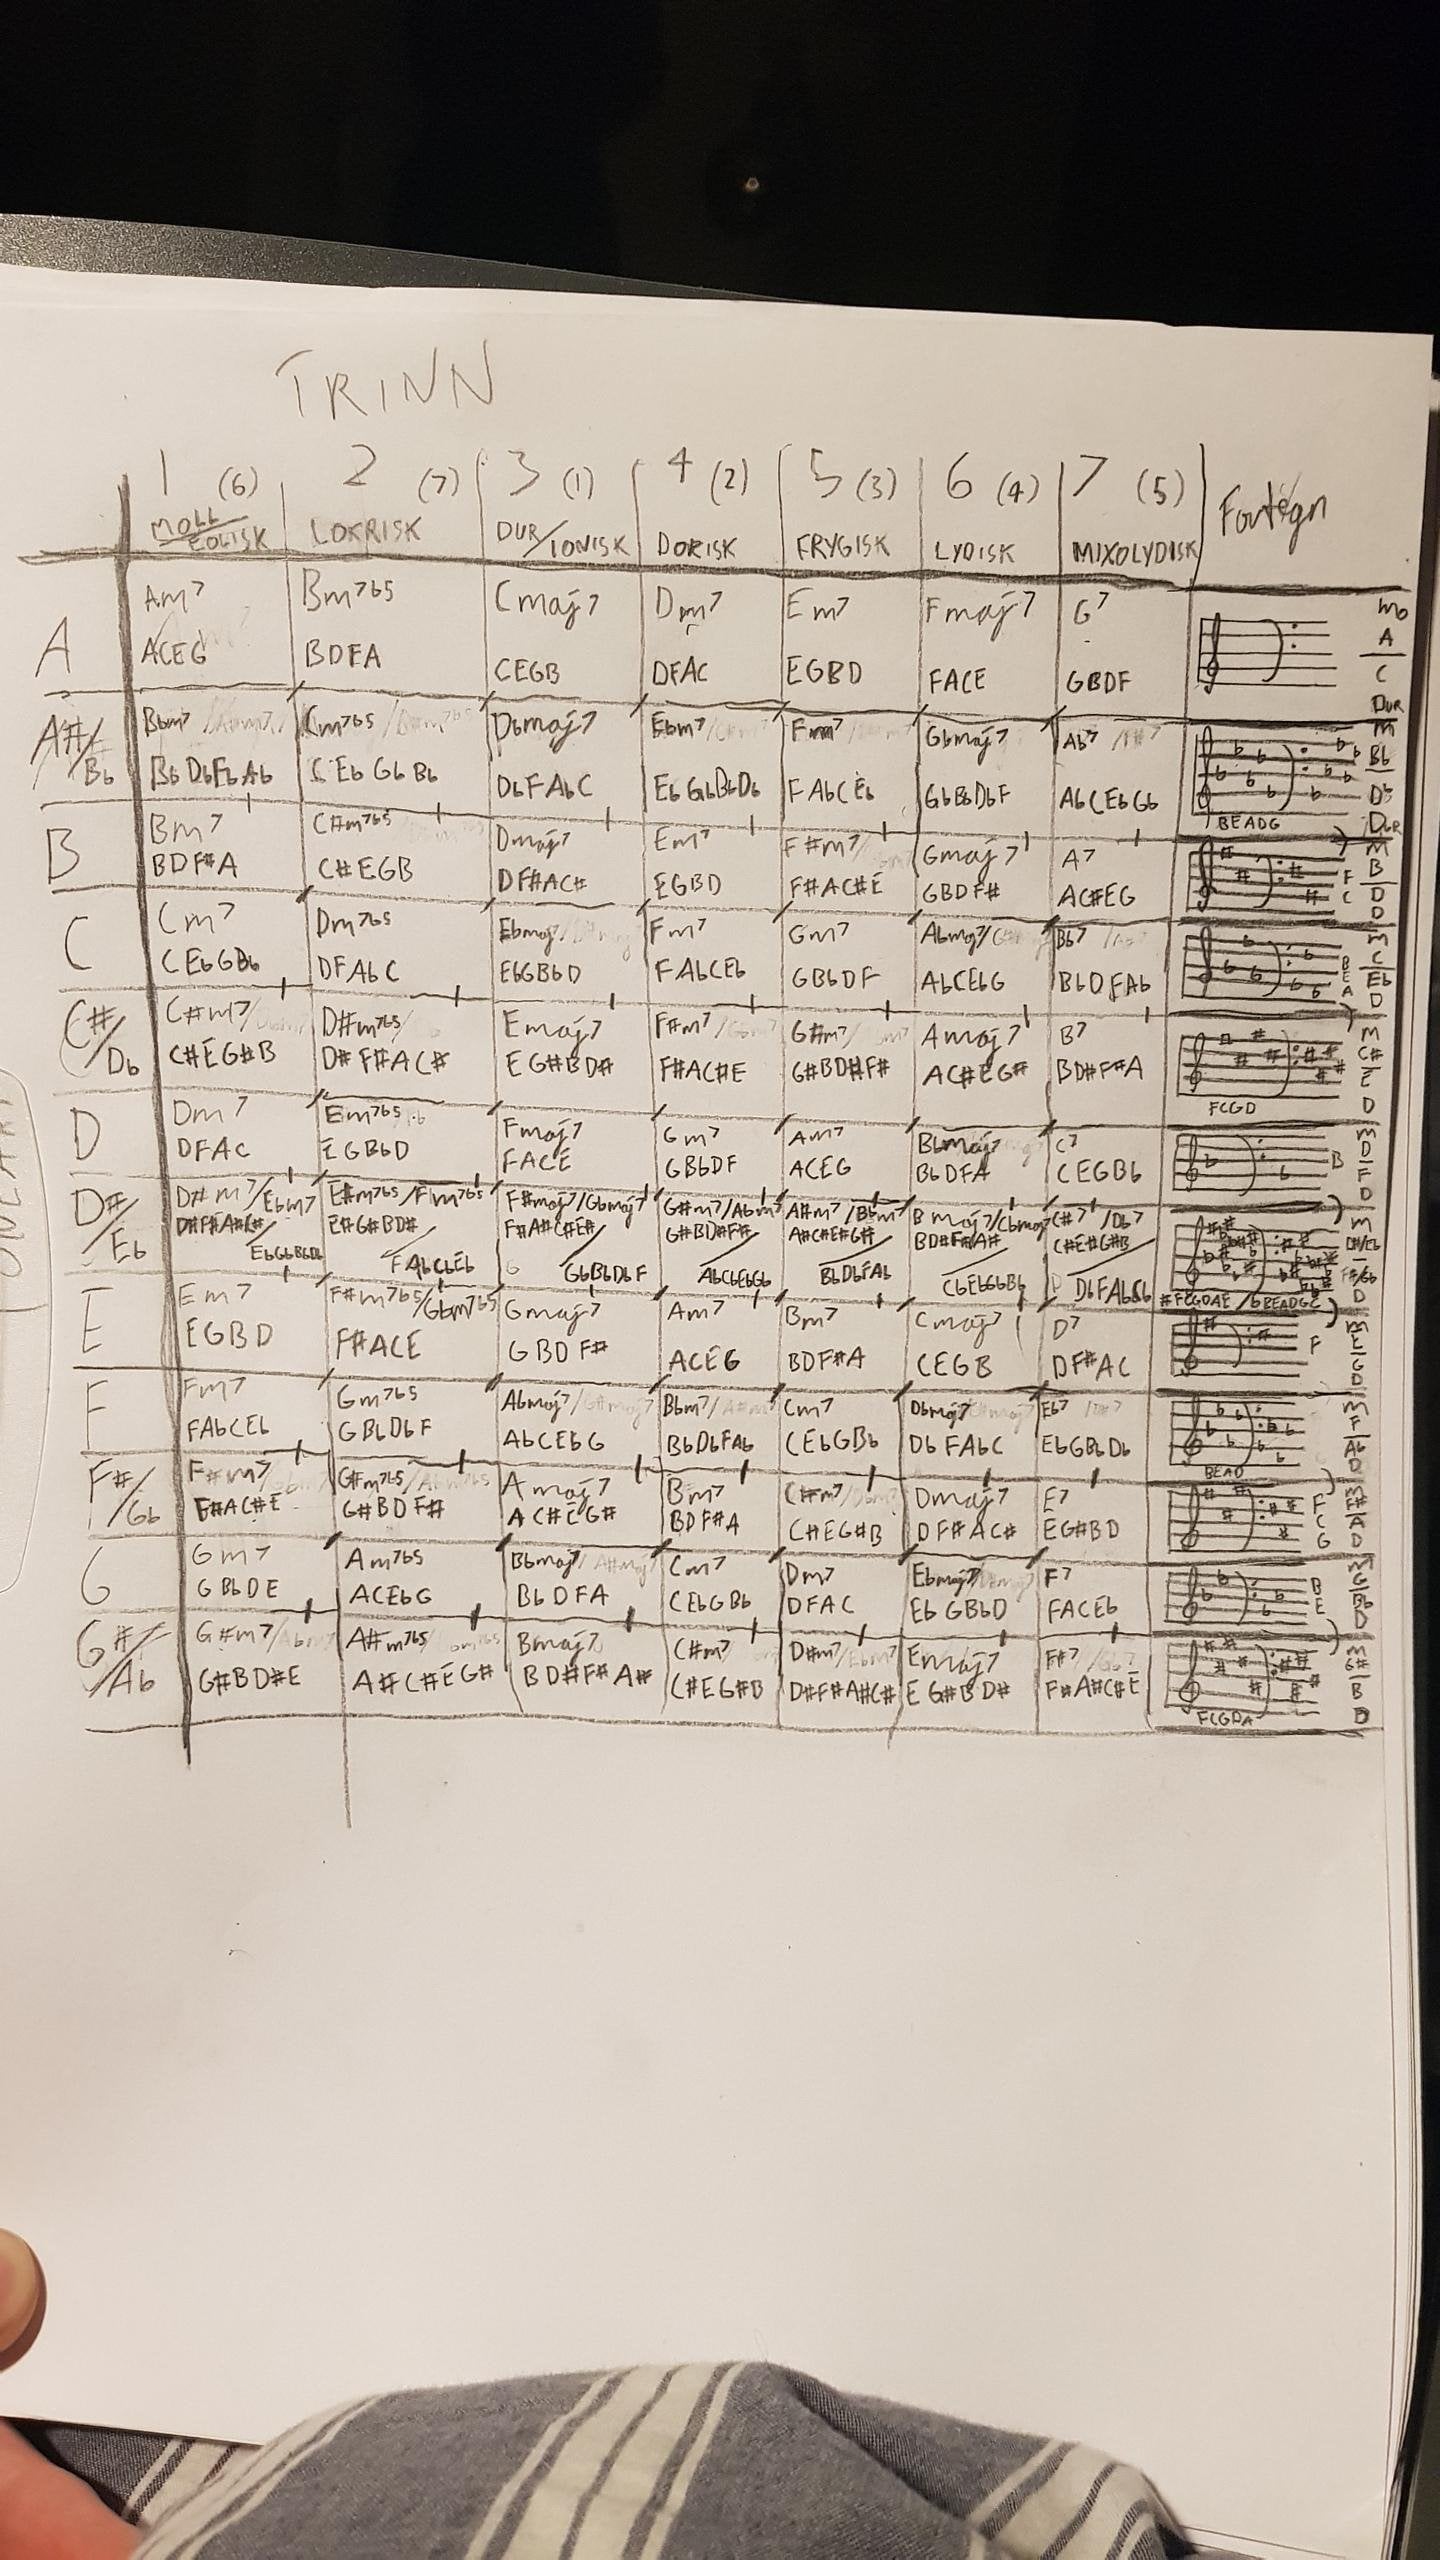 TRINN
1 (6) 2 (7) 3 (1) 4 (2) 5 (3) 6 (4) 7 (5) Fortegn
MOLL/EOLISK LOKRISK DUR/IONISK DORISK FRYGISK LYDISK MIXOLYDISK
A Am7 Bm7b5 Cmaj7 Dm7 Em7 Fmaj7 G7
ACEG BDFA CEGB DFAC EGBD FACE GBDF
A C DUR
A#/Bb Bbm7 Cm7b5 Dbmaj7 Ebm7 Fm7 Gbmaj7 Ab7
Bb Db Eb Ab C Eb Gb Bb Db F Ab C Eb Gb Bb Db F Ab C Eb Gb Bb Db F Ab C Eb Gb
BEADG M Bb Db DUR
B Bm7 C#m7b5 Dmaj7 Em7 F#m7 Gmaj7 A7
BDF#A C#EGB DF#AC# EGBD F#AC#E GBDF# AC#EG
F C M B D D
C Cm7 Dm7b5 Ebmaj7 Fm7 Gm7 Abmaj7 Bb7
CEbGBb DFAbC EbGBbD FAbCEb GBbDF AbCEbG BbDFAb
B E A M C Eb D
C#/Db C#m7 D#m7b5 Emaj7 F#m7 G#m7 Amaj7 B7
C#EG#B D#F#AC# EG#BD# F#AC#E G#BD#F# AC#EG# BD#F#A
FCGD M C# E D
D Dm7 Em7b5 Fmaj7 Gm7 Am7 Bbmaj7 C7
DFAC EGBbD FACE GBbDF ACEG BbDFA CEGBb
B M D F D
D#/Eb D#m7/Ebm7 E#m7b5/Fm7b5 F#maj7/Gbmaj7 G#m7/Abm7 A#m7/Bbm7 Bmaj7/Cbmaj7 C#7/Db7
D#F#A#C#/ E#G#BD#/ F#A#C#E#/ G#BD#F#/ A#C#E#G#/ BD#F#A#/ C#E#G#B/
EbGbBbDb FAbCbEb GbBbDbF AbCbEbGb BbDbFAb CbEbGbBb DbFAbCb
#FCGDAE/bBEADGC M D#/Eb F#/Gb D
E Em7 F#m7b5/Gbm7b5 Gmaj7 Am7 Bm7 Cmaj7 D7
EGBD F#ACE GBDF# ACEG BDF#A CEGB DF#AC
F M E G D
F Fm7 Gm7b5 Abmaj7 Bbm7 Cm7 Dbmaj7 Eb7
FAbCEb GBbDbF AbCEbG BbDbFAb CEbGBb DbFAbC EbGBbDb
BEAD M F Ab D
F#/Gb F#m7 G#m7b5 Amaj7 Bm7 C#m7 Dmaj7 E7
F#AC#E G#BDF# AC#EG# BDF#A C#EG#B DF#AC# EG#BD
F C G M F# A D
G Gm7 Am7b5 Bbmaj7 Cm7 Dm7 Ebmaj7 F7
GBbDE ACEbG BbDFA CEbGBb DFAC EbGBbD FACEb
B E M G Bb D
G#/Ab G#m7 A#m7b5 Bmaj7 C#m7 D#m7/Ebm7 Emaj7 F#7
G#BD#E A#C#EG# BD#F#A# C#EG#B D#F#A#C# EG#BD# F#A#C#E
FCGDA M G# B D